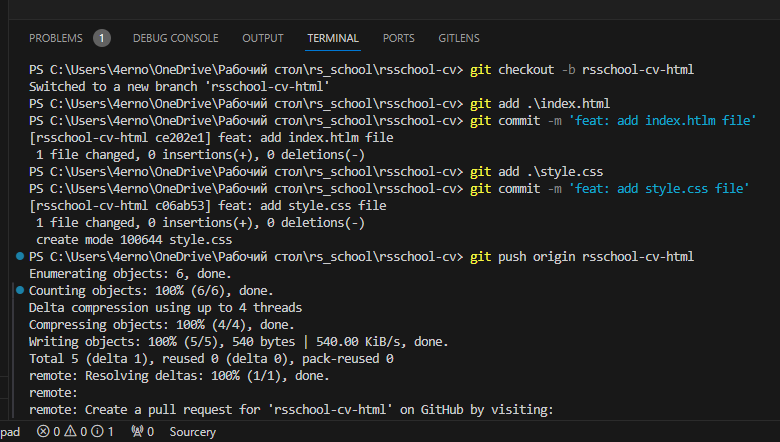 PROBLEMS 1 DEBUG CONSOLE OUTPUT TERMINAL PORTS GITLENS
PS C:\Users\4erno\OneDrive\Рабочий стол\rs_school\rsschool-cv> git checkout -b rsschool-cv-html
Switched to a new branch 'rsschool-cv-html'
PS C:\Users\4erno\OneDrive\Рабочий стол\rs_school\rsschool-cv> git add .\index.html
PS C:\Users\4erno\OneDrive\Рабочий стол\rs_school\rsschool-cv> git commit -m 'feat: add index.htlm file'
[rsschool-cv-html ce202e1] feat: add index.htlm file
1 file changed, 0 insertions(+), 0 deletions(-)
PS C:\Users\4erno\OneDrive\Рабочий стол\rs_school\rsschool-cv> git add .\style.css
PS C:\Users\4erno\OneDrive\Рабочий стол\rs_school\rsschool-cv> git commit -m 'feat: add style.css file'
[rsschool-cv-html c06ab53] feat: add style.css file
1 file changed, 0 insertions(+), 0 deletions(-)
create mode 100644 style.css
PS C:\Users\4erno\OneDrive\Рабочий стол\rs_school\rsschool-cv> git push origin rsschool-cv-html
Enumerating objects: 6, done.
Counting objects: 100% (6/6), done.
Delta compression using up to 4 threads
Compressing objects: 100% (4/4), done.
Writing objects: 100% (5/5), 540 bytes | 540.00 KiB/s, done.
Total 5 (delta 1), reused 0 (delta 0), pack-reused 0
remote: Resolving deltas: 100% (1/1), done.
remote:
remote: Create a pull request for 'rsschool-cv-html' on GitHub by visiting:
pad 0 0 1 0 Sourcery